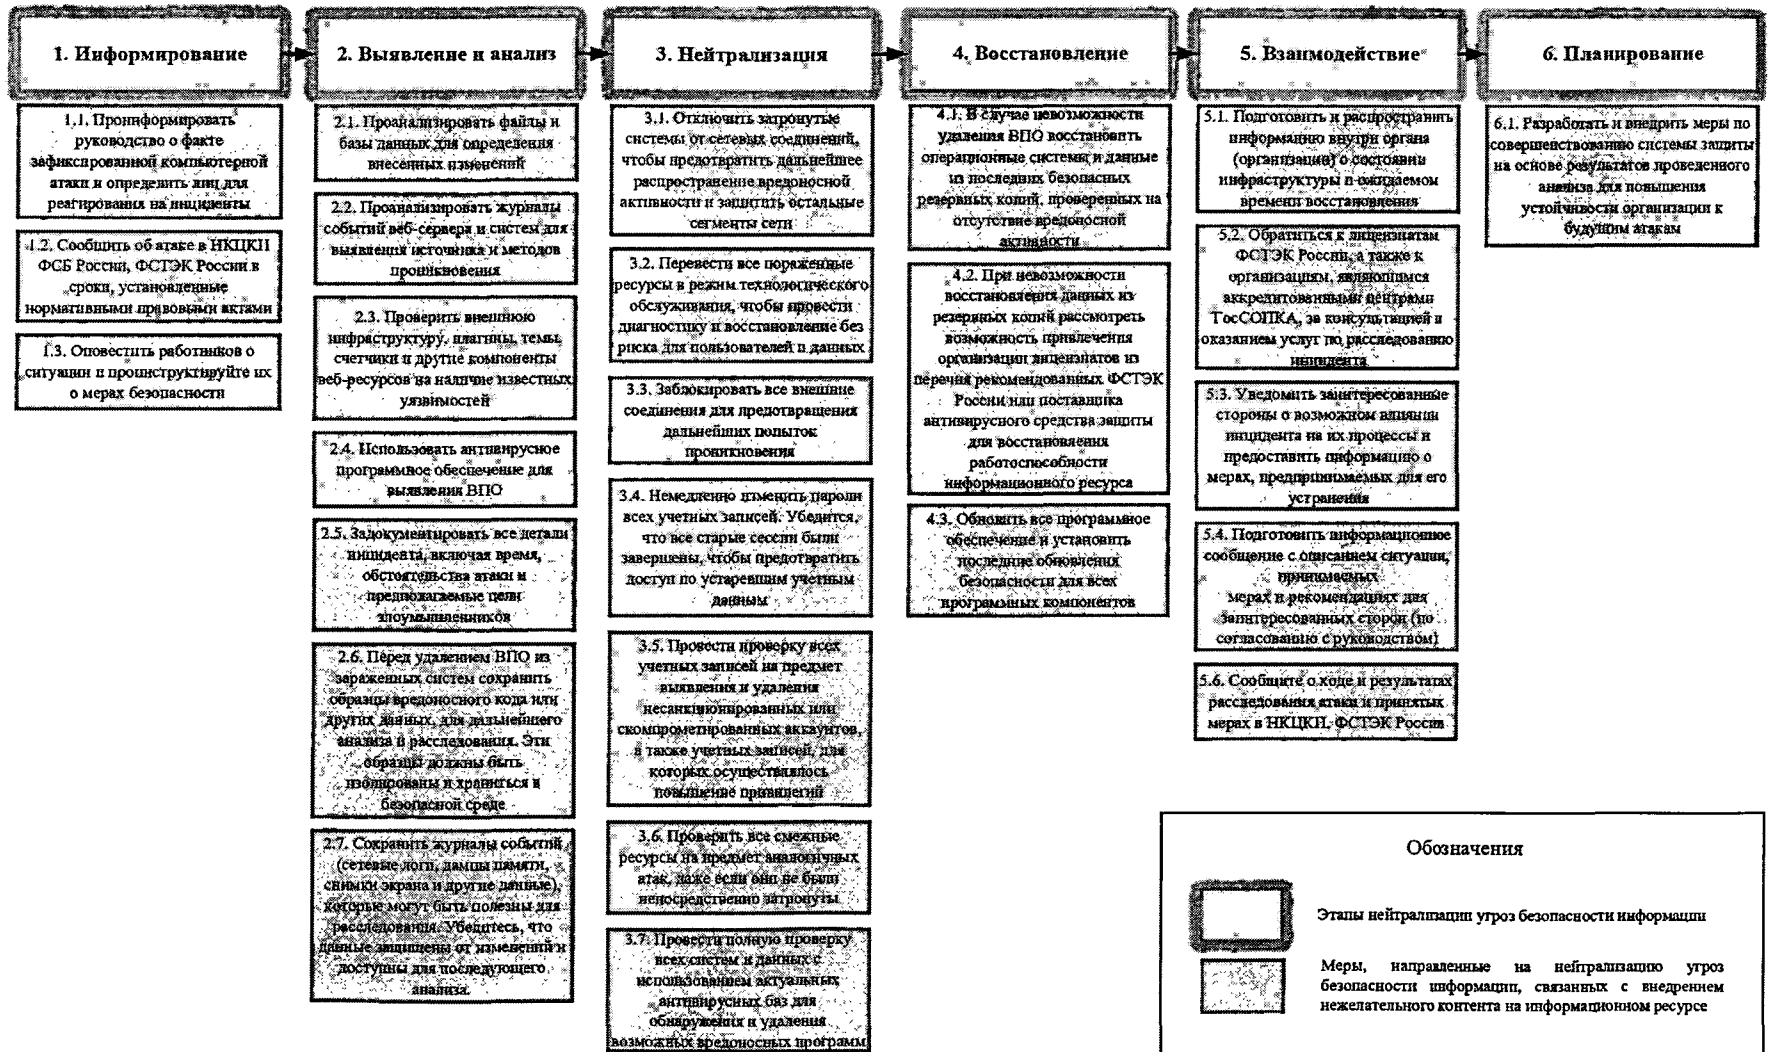 1. Информирование
2. Выявление и анализ
3. Нейтрализация
4. Восстановление
5. Взаимодействие
6. Планирование
1.1. Проинформировать
руководство о факте
зафиксированной компьютерной
атаки и определить лиц для
реагирования на инциденты
1.2. Сообщить об атаке в НКЦКИ
ФСБ России, ФСТЭК России в
сроки, установленные
нормативными правовыми актами
1.3. Оповестить работников о
ситуации и проинструктируйте их
о мерах безопасности
2.1. Проанализировать файлы и
базы данных для определения
внесенных изменений
2.2. Проанализировать журналы
событий веб-сервера и систем для
выявления источника и методов
проникновения
2.3. Проверить внешнюю
инфраструктуру, плагины, темы,
счетчики и другие компоненты
веб-ресурсов на наличие известных
уязвимостей
2.4. Использовать антивирусное
программное обеспечение для
выявления ВПО
2.5. Задокументировать все детали
инцидента, включая время,
обстоятельства атаки и
предполагаемые цели
злоумышленников
2.6. Перед удалением ВПО из
зараженных систем сохранить
образцы вредоносного кода или
других данных, для дальнейшего
анализа и расследования. Эти
образцы должны быть
изолированы и храниться в
безопасной среде
2.7. Сохранить журналы событий
(сетевые логи, дампы памяти,
снимки экрана и другие данные),
которые могут быть полезны для
расследования. Убедитесь, что
данные защищены от изменений и
доступны для последующего
анализа.
3.1. Отключить затронутые
системы от сетевых соединений,
чтобы предотвратить дальнейшее
распространение вредоносной
активности и защитить остальные
сегменты сети
3.2. Перевести все пораженные
ресурсы в режим технологического
обслуживания, чтобы провести
диагностику и восстановление без
риска для пользователей и данных
3.3. Заблокировать все внешние
соединения для предотвращения
дальнейших попыток
проникновения
3.4. Немедленно изменить пароли
всех учетных записей. Убедится,
что все старые сессии были
завершены, чтобы предотвратить
доступ по устаревшим учетным
данным
3.5. Провести проверку всех
учетных записей на предмет
выявления и удаления
несанкционированных или
скомпрометированных аккаунтов,
а также учетных записей, для
которых осуществлялось
повышение привилегий
3.6. Проверить все смежные
ресурсы на предмет аналогичных
атак, даже если они не были
непосредственно затронуты
3.7. Провести полную проверку
всех систем и данных с
использованием актуальных
антивирусных баз для
обнаружения и удаления
возможных вредоносных программ
4.1. В случае невозможности
удаления ВПО восстановить
операционные системы и данные
из последних безопасных
резервных копий, проверенных на
отсутствие вредоносной
активности
4.2. При невозможности
восстановления данных из
резервных копий рассмотреть
возможность привлечения
организации лицензиатов из
перечня рекомендованных ФСТЭК
России или поставщика
антивирусного средства защиты
для восстановления
работоспособности
информационного ресурса
4.3. Обновить все программное
обеспечение и установить
последние обновления
безопасности для всех
программных компонентов
5.1. Подготовить и распространить
информацию внутри органа
(организации) о состоянии
инфраструктуры и ожидаемом
времени восстановления
5.2. Обратиться к лицензиатам
ФСТЭК России, а также к
организациям, являющимся
аккредитованными центрами
ГосСОПКА, за консультацией и
оказанием услуг по расследованию
инцидента
5.3. Уведомить заинтересованные
стороны о возможном влиянии
инцидента на их процессы и
предоставить информацию о
мерах, предпринимаемых для его
устранения
5.4. Подготовить информационное
сообщение с описанием ситуации,
принимаемых
мерах и рекомендациях для
заинтересованных сторон (по
согласованию с руководством)
5.6. Сообщите о ходе и результатах
расследования атаки и принятых
мерах в НКЦКИ, ФСТЭК Россия
6.1. Разработать и внедрить меры по
совершенствованию системы защиты
на основе результатов проведенного
анализа для повышения
устойчивости организации к
будущим атакам
Обозначения
Этапы нейтрализации угроз безопасности информации
Меры, направленные на нейтрализацию угроз
безопасности информации, связанных с внедрением
нежелательного контента на информационном ресурсе